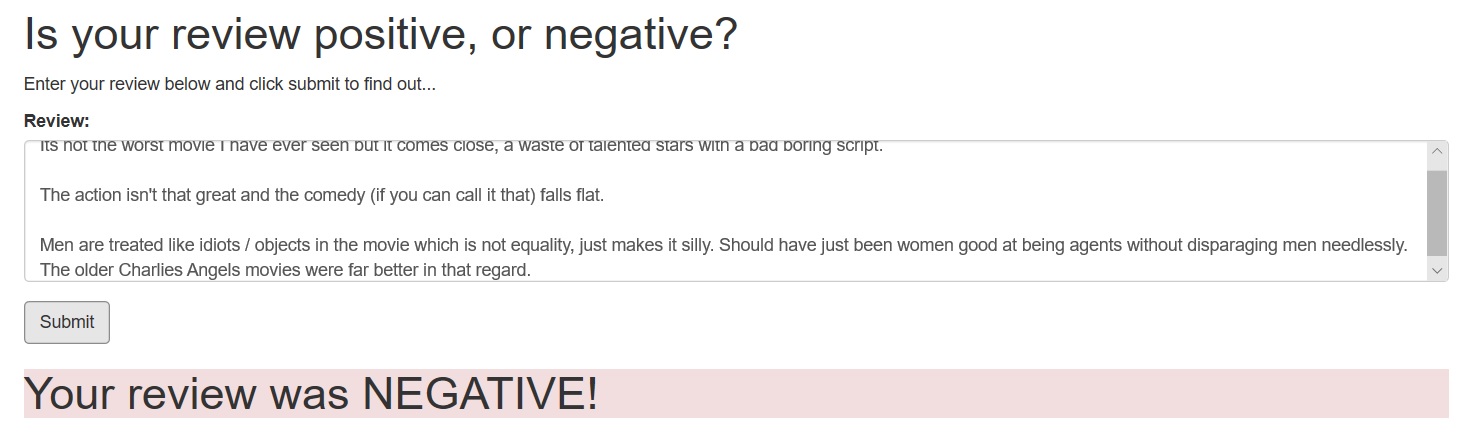 Is your review positive, or negative?
Enter your review below and click submit to find out...
Review:
Its not the worst movie I have ever seen but it comes close, a waste of talented stars with a bad boring script.
The action isn't that great and the comedy (if you can call it that) falls flat.
Men are treated like idiots / objects in the movie which is not equality, just makes it silly. Should have just been women good at being agents without disparaging men needlessly.
The older Charlies Angels movies were far better in that regard.
Submit
Your review was NEGATIVE!